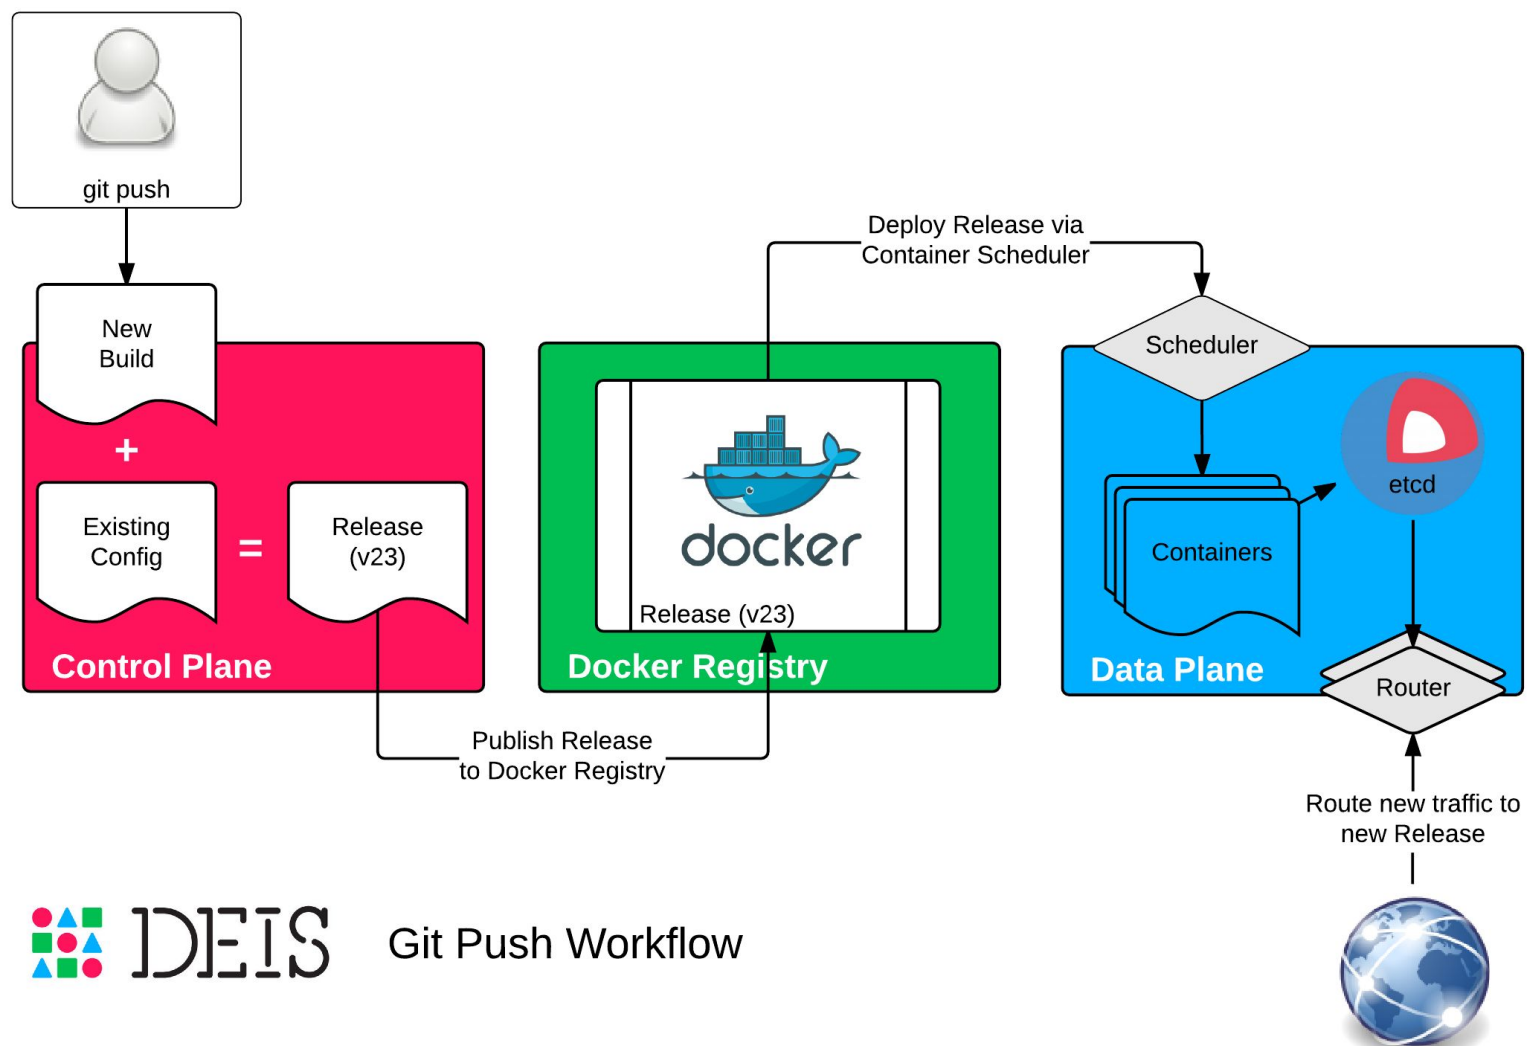 git push
New
Build
+
Existing
Config
=
Release
(v23)
Control Plane
Publish Release
to Docker Registry
docker
Release (v23)
Docker Registry
Deploy Release via
Container Scheduler
Scheduler
Containers
etcd
Data Plane
Router
Route new traffic to
new Release
DEIS
Git Push Workflow